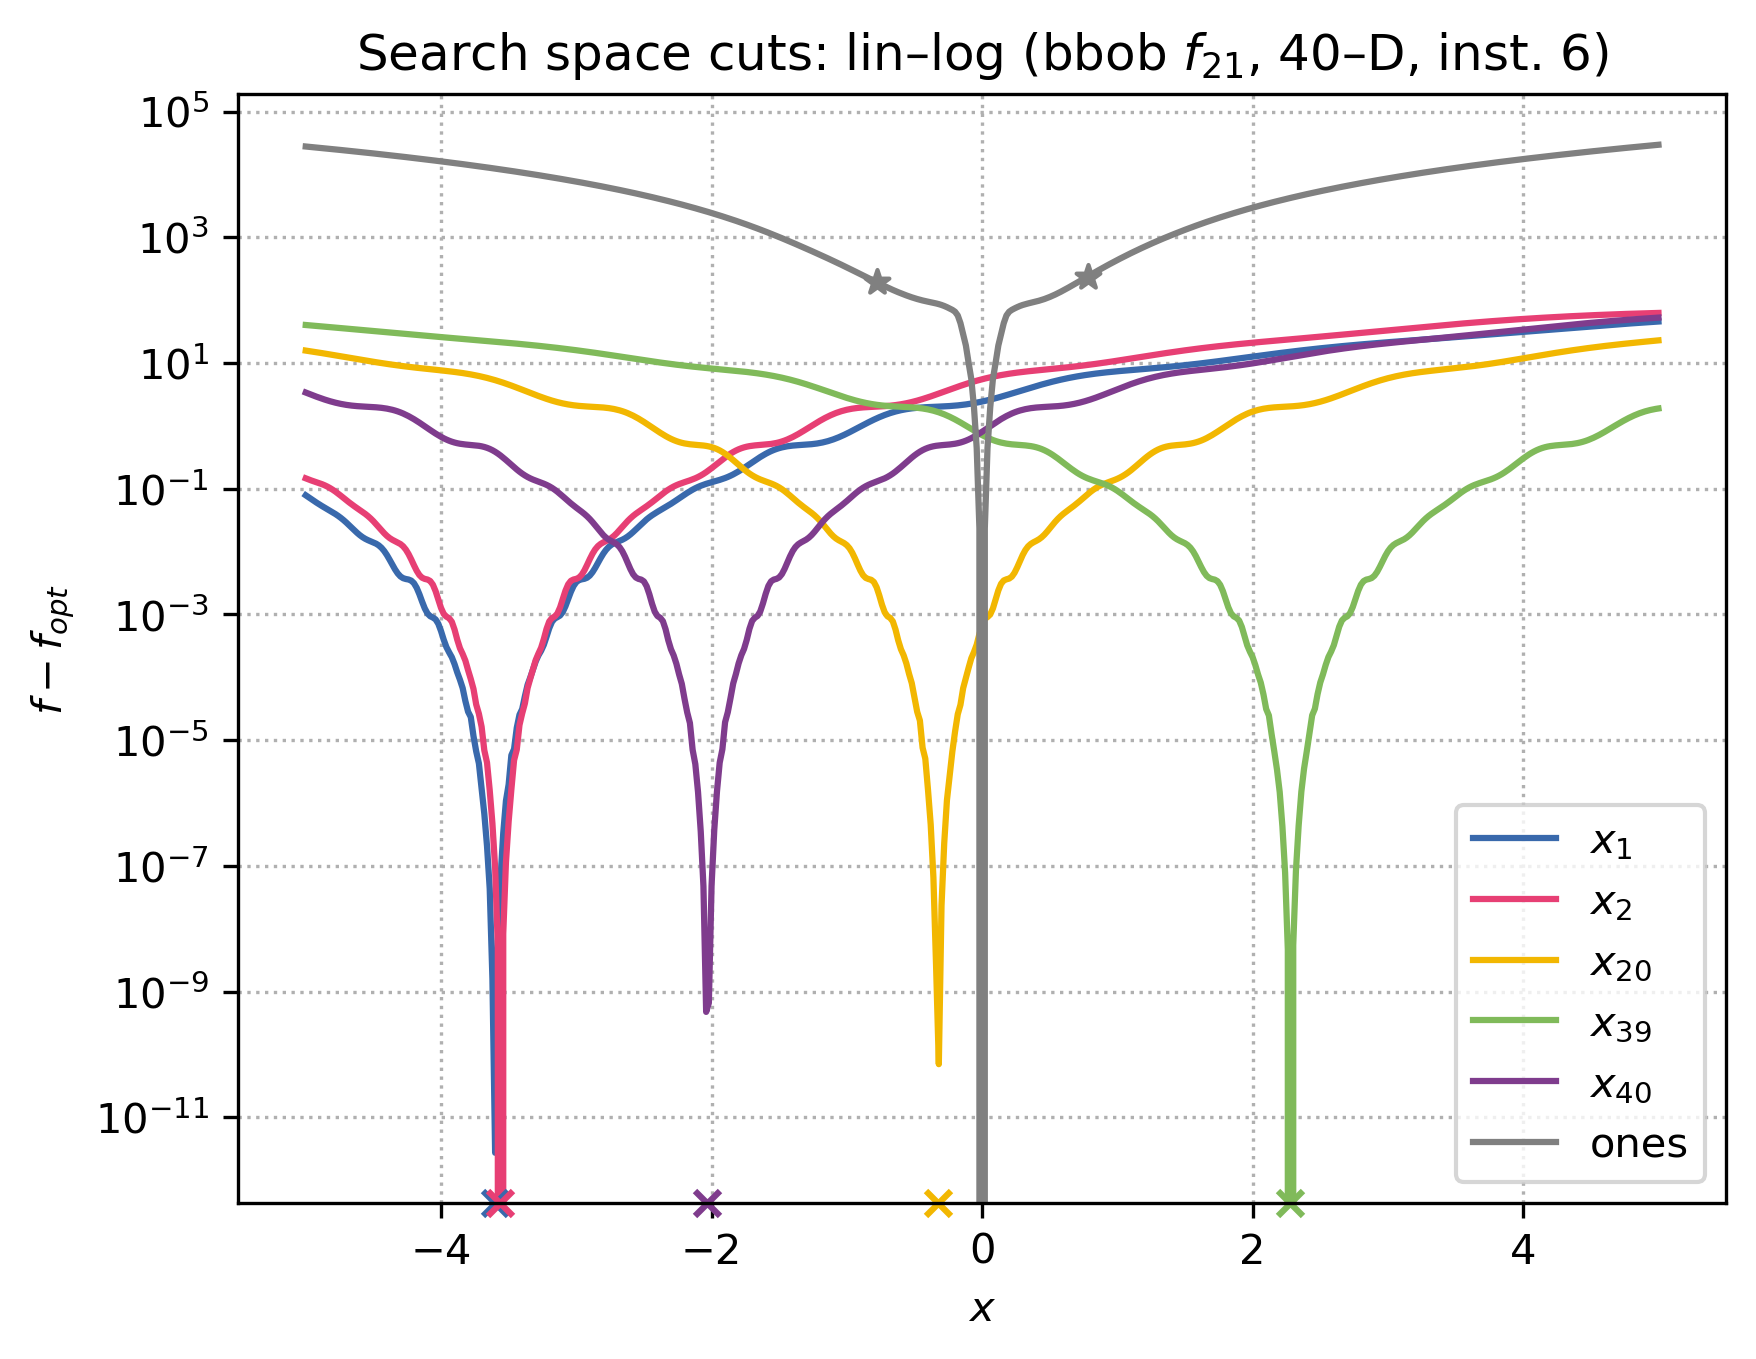 Search space cuts: lin–log (bbob $f_{21}$, 40–D, inst. 6)
$10^5$
$10^3$
$10^1$
$10^{-1}$
$10^{-3}$
$10^{-5}$
$10^{-7}$
$10^{-9}$
$10^{-11}$
$f - f_{opt}$
$x_1$
$x_2$
$x_{20}$
$x_{39}$
$x_{40}$
ones
−4 −2 0 2 4
$x$